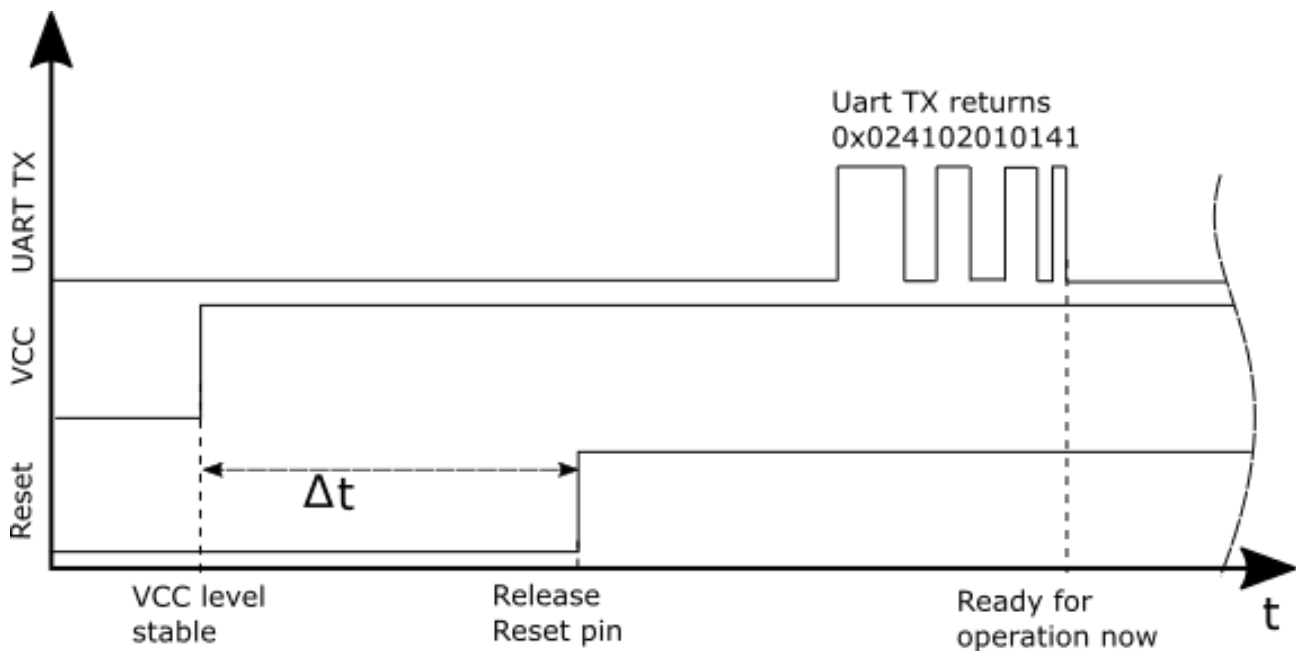 Uart TX returns
0x024102010141
UART TX
VCC
Reset
Δt
VCC level
stable
Release
Reset pin
Ready for
operation now
t